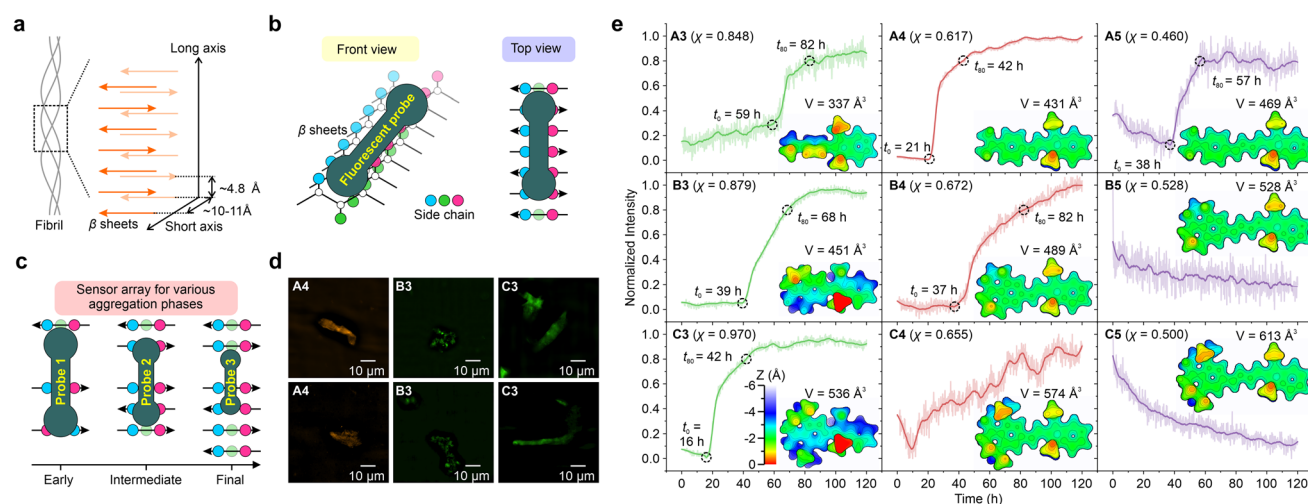 a
Long axis
~4.8 Å
~10-11Å
Fibril
β sheets
Short axis
b
Front view
Top view
β sheets
Fluorescent probe
Side chain
c
Sensor array for various
aggregation phases
Probe 1
Probe 2
Probe 3
Early
Intermediate
Final
d
A4
B3
C3
10 µm
10 µm
10 µm
A4
B3
C3
10 µm
10 µm
10 µm
e
Normalized Intensity
Time (h)
A3 (χ = 0.848)
t80 = 82 h
t0 = 59 h
V = 337 Å³
1.0
0.8
0.6
0.4
0.2
0.0
A4 (χ = 0.617)
t80 = 42 h
t0 = 21 h
V = 431 Å³
A5 (χ = 0.460)
t80 = 57 h
t0 = 38 h
V = 469 Å³
B3 (χ = 0.879)
t80 = 68 h
t0 = 39 h
V = 451 Å³
1.0
0.8
0.6
0.4
0.2
0.0
B4 (χ = 0.672)
t80 = 82 h
t0 = 37 h
V = 489 Å³
B5 (χ = 0.528)
V = 528 Å³
C3 (χ = 0.970)
t80 = 42 h
t0 =
16 h
Z (Å)
-6
-4
-2
0
V = 536 Å³
1.0
0.8
0.6
0.4
0.2
0.0
0 20 40 60 80 100 120
C4 (χ = 0.655)
V = 574 Å³
0 20 40 60 80 100 120
C5 (χ = 0.500)
V = 613 Å³
0 20 40 60 80 100 120